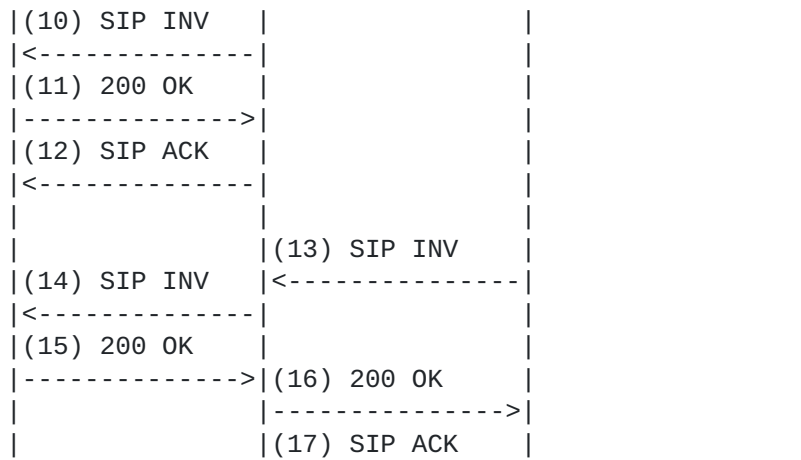 |(10) SIP INV   |                |
|<--------------|                |
|(11) 200 OK    |                |
|-------------->|                |
|(12) SIP ACK   |                |
|<--------------|                |
|               |                |
|               |(13) SIP INV    |
|(14) SIP INV   |<---------------|
|<--------------|                |
|(15) 200 OK    |                |
|-------------->|(16) 200 OK     |
|               |--------------->|
|               |(17) SIP ACK    |